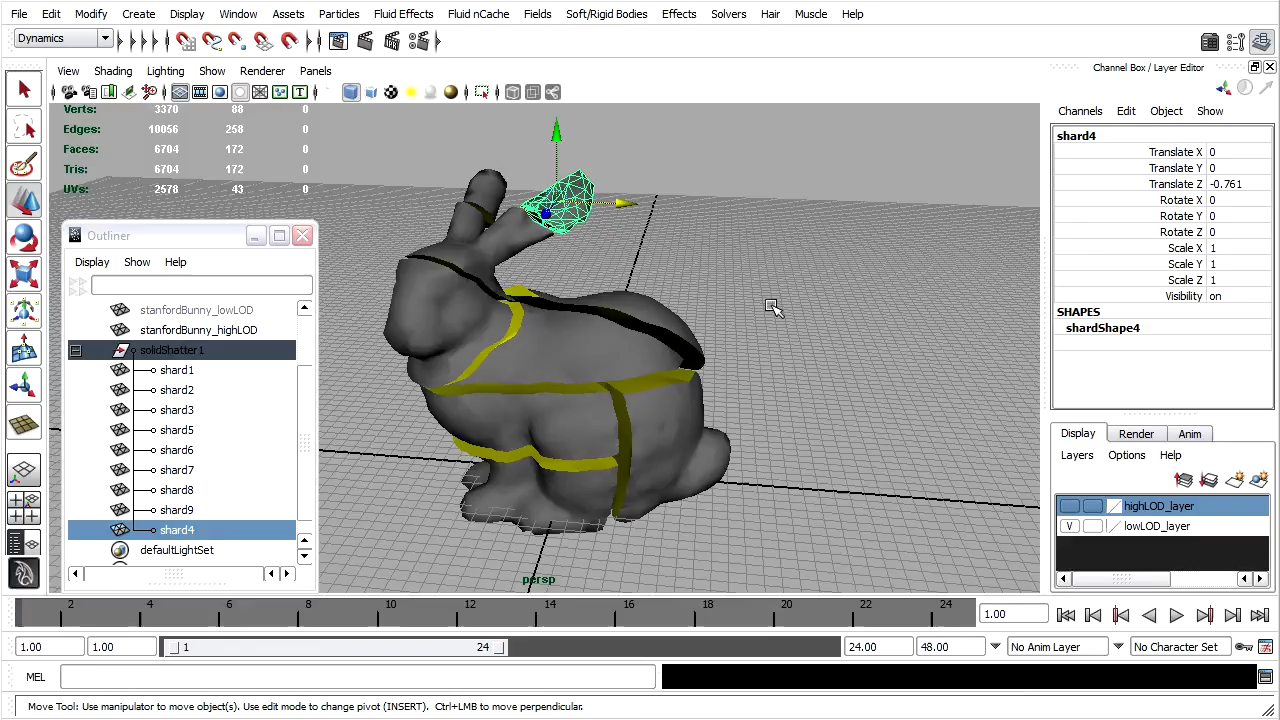 File Edit Modify Create Display Window Assets Particles Fluid Effects Fluid nCache Fields Soft/Rigid Bodies Effects Solvers Hair Muscle Help
Dynamics
View Shading Lighting Show Renderer Panels
Channel Box / Layer Editor
Channels Edit Object Show
Verts: 3370 88 0
Edges: 10056 258 0
Faces: 6704 172 0
Tris: 6704 172 0
UVs: 2578 43 0
shard4
Translate X 0
Translate Y 0
Translate Z -0.761
Rotate X 0
Rotate Y 0
Rotate Z 0
Scale X 1
Scale Y 1
Scale Z 1
Visibility on
SHAPES
shardShape4
Outliner
Display Show Help
stanfordBunny_lowLOD
stanfordBunny_highLOD
solidShatter1
shard1
shard2
shard3
shard5
shard6
shard7
shard8
shard9
shard4
defaultLightSet
persp
Display Render Anim
Layers Options Help
highLOD_layer
V lowLOD_layer
2 4 6 8 10 12 14 16 18 20 22 24
1.00
1.00 1.00 1 24 24.00 48.00 No Anim Layer No Character Set
MEL
Move Tool: Use manipulator to move object(s). Use edit mode to change pivot (INSERT). Ctrl+LMB to move perpendicular.